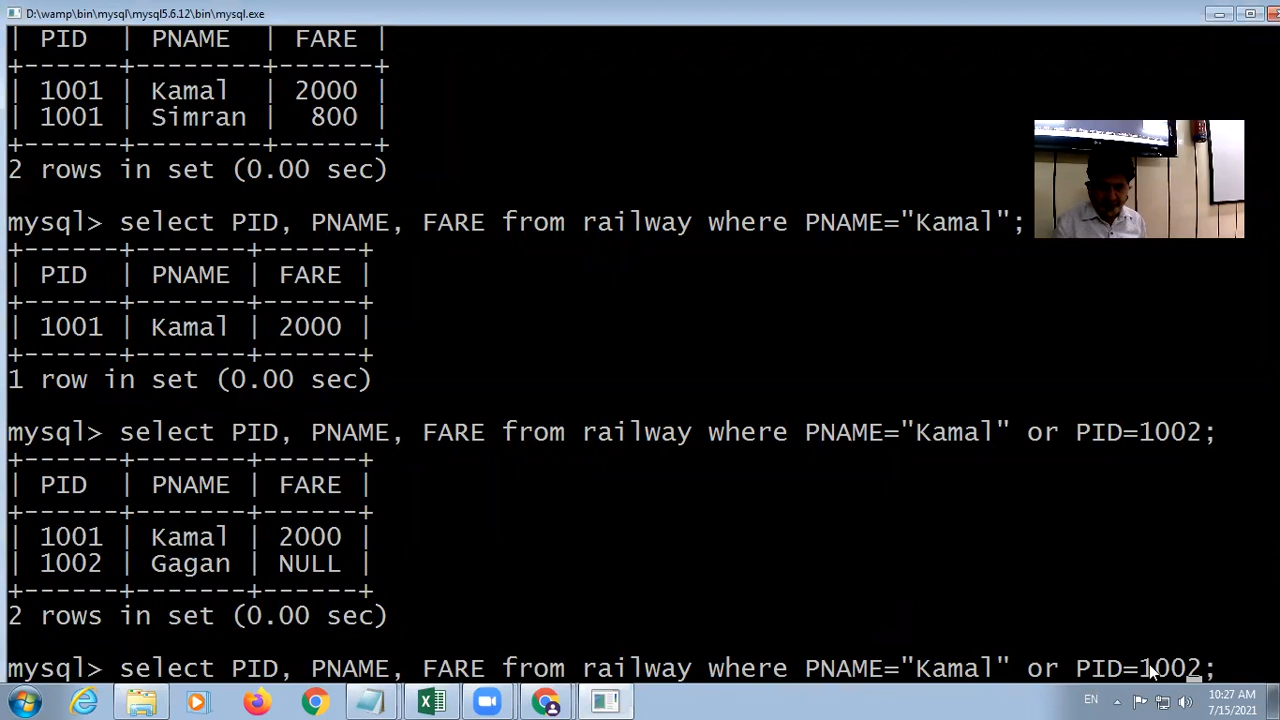 D:\wamp\bin\mysql\mysql5.6.12\bin\mysql.exe
| PID  | PNAME  | FARE |
+------+--------+------+
| 1001 | Kamal  | 2000 |
| 1001 | Simran |  800 |
+------+--------+------+
2 rows in set (0.00 sec)
mysql> select PID, PNAME, FARE from railway where PNAME="Kamal";
+------+-------+------+
| PID  | PNAME | FARE |
+------+-------+------+
| 1001 | Kamal | 2000 |
+------+-------+------+
1 row in set (0.00 sec)
mysql> select PID, PNAME, FARE from railway where PNAME="Kamal" or PID=1002;
+------+-------+------+
| PID  | PNAME | FARE |
+------+-------+------+
| 1001 | Kamal | 2000 |
| 1002 | Gagan | NULL |
+------+-------+------+
2 rows in set (0.00 sec)
mysql> select PID, PNAME, FARE from railway where PNAME="Kamal" or PID=1002;
EN
10:27 AM
7/15/2021